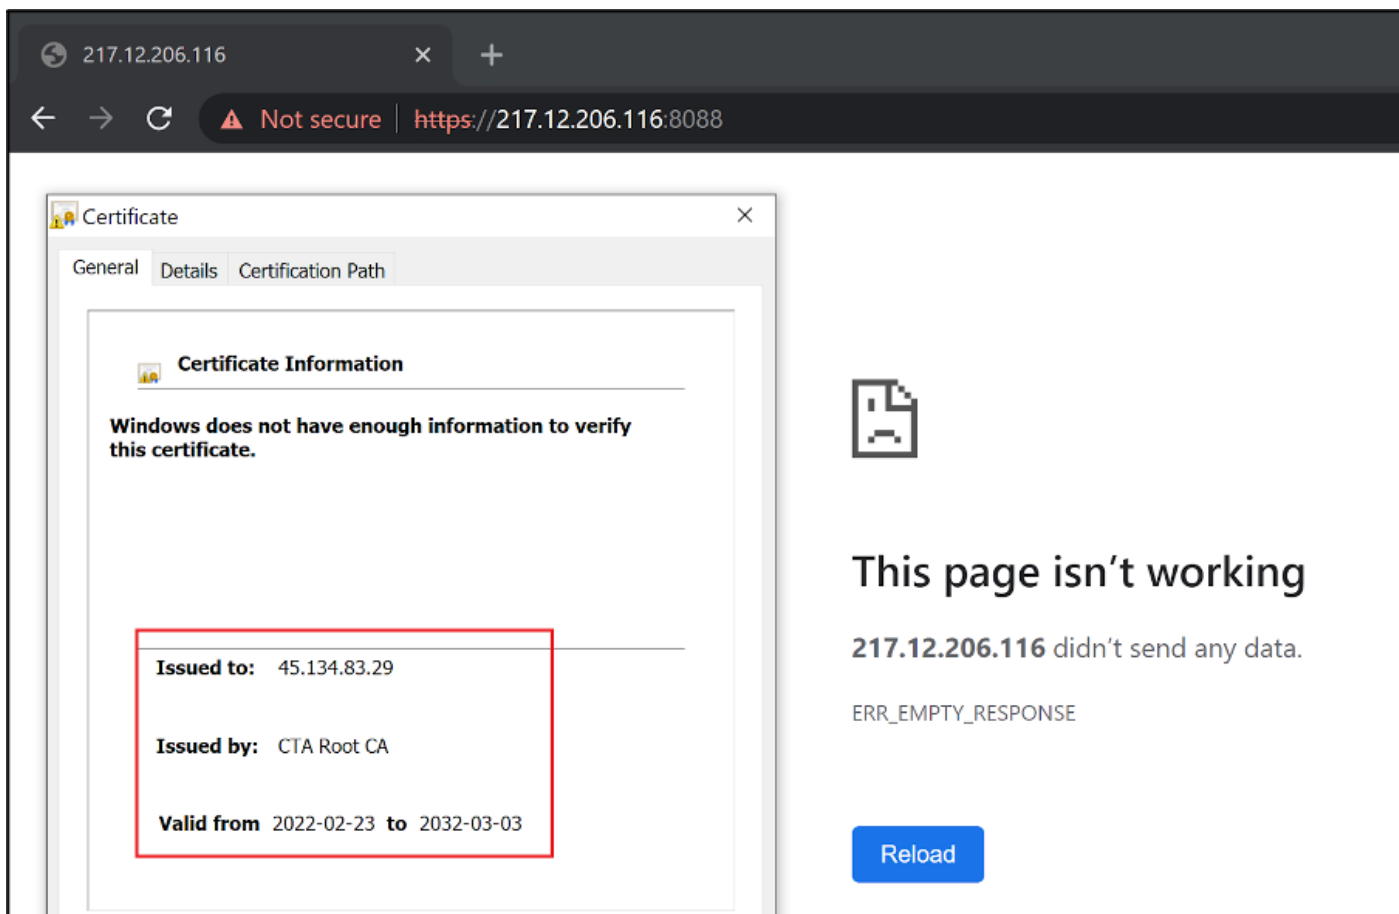 217.12.206.116
Not secure https://217.12.206.116:8088
Certificate
General Details Certification Path
Certificate Information
Windows does not have enough information to verify
this certificate.
Issued to: 45.134.83.29
Issued by: CTA Root CA
Valid from 2022-02-23 to 2032-03-03
This page isn’t working
217.12.206.116 didn’t send any data.
ERR_EMPTY_RESPONSE
Reload